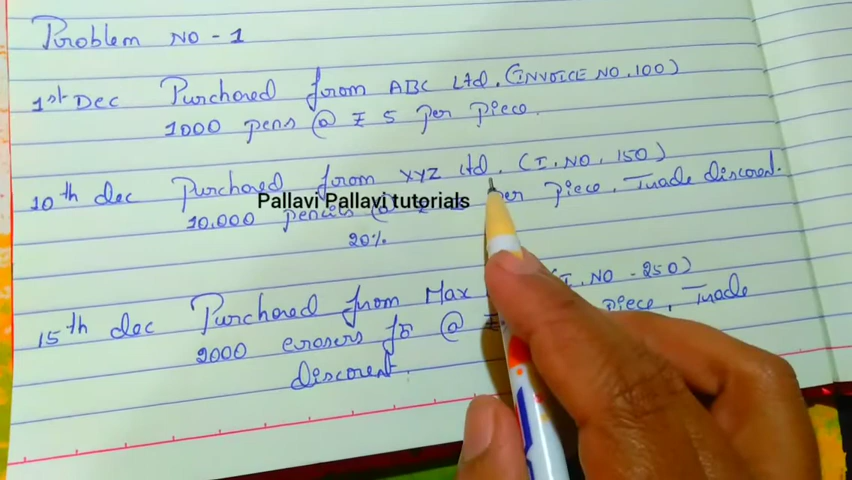 Problem NO - 1
1st Dec Purchased from ABC Ltd. (INVOICE NO. 100)
1000 pens @ ₹ 5 per piece.
10th dec Purchased from XYZ Ltd. (I. NO. 150)
Pallavi Pallavi tutorials
10,000 pencils @ ₹ per piece, Trade discount.
20%
15th dec Purchased from Max (I. NO - 250)
2000 erasers for @ ₹ piece, Trade
discount.